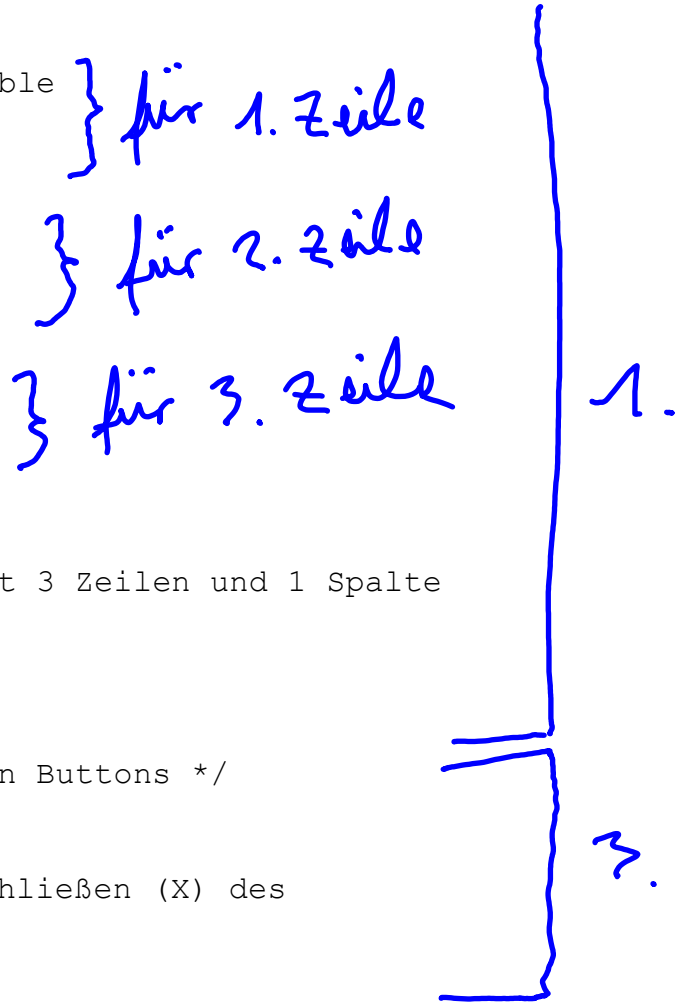 ble
} für 1. Zeile
} für 2. Zeile
} für 3. Zeile
1.
t 3 Zeilen und 1 Spalte
n Buttons */
3.
hließen (X) des